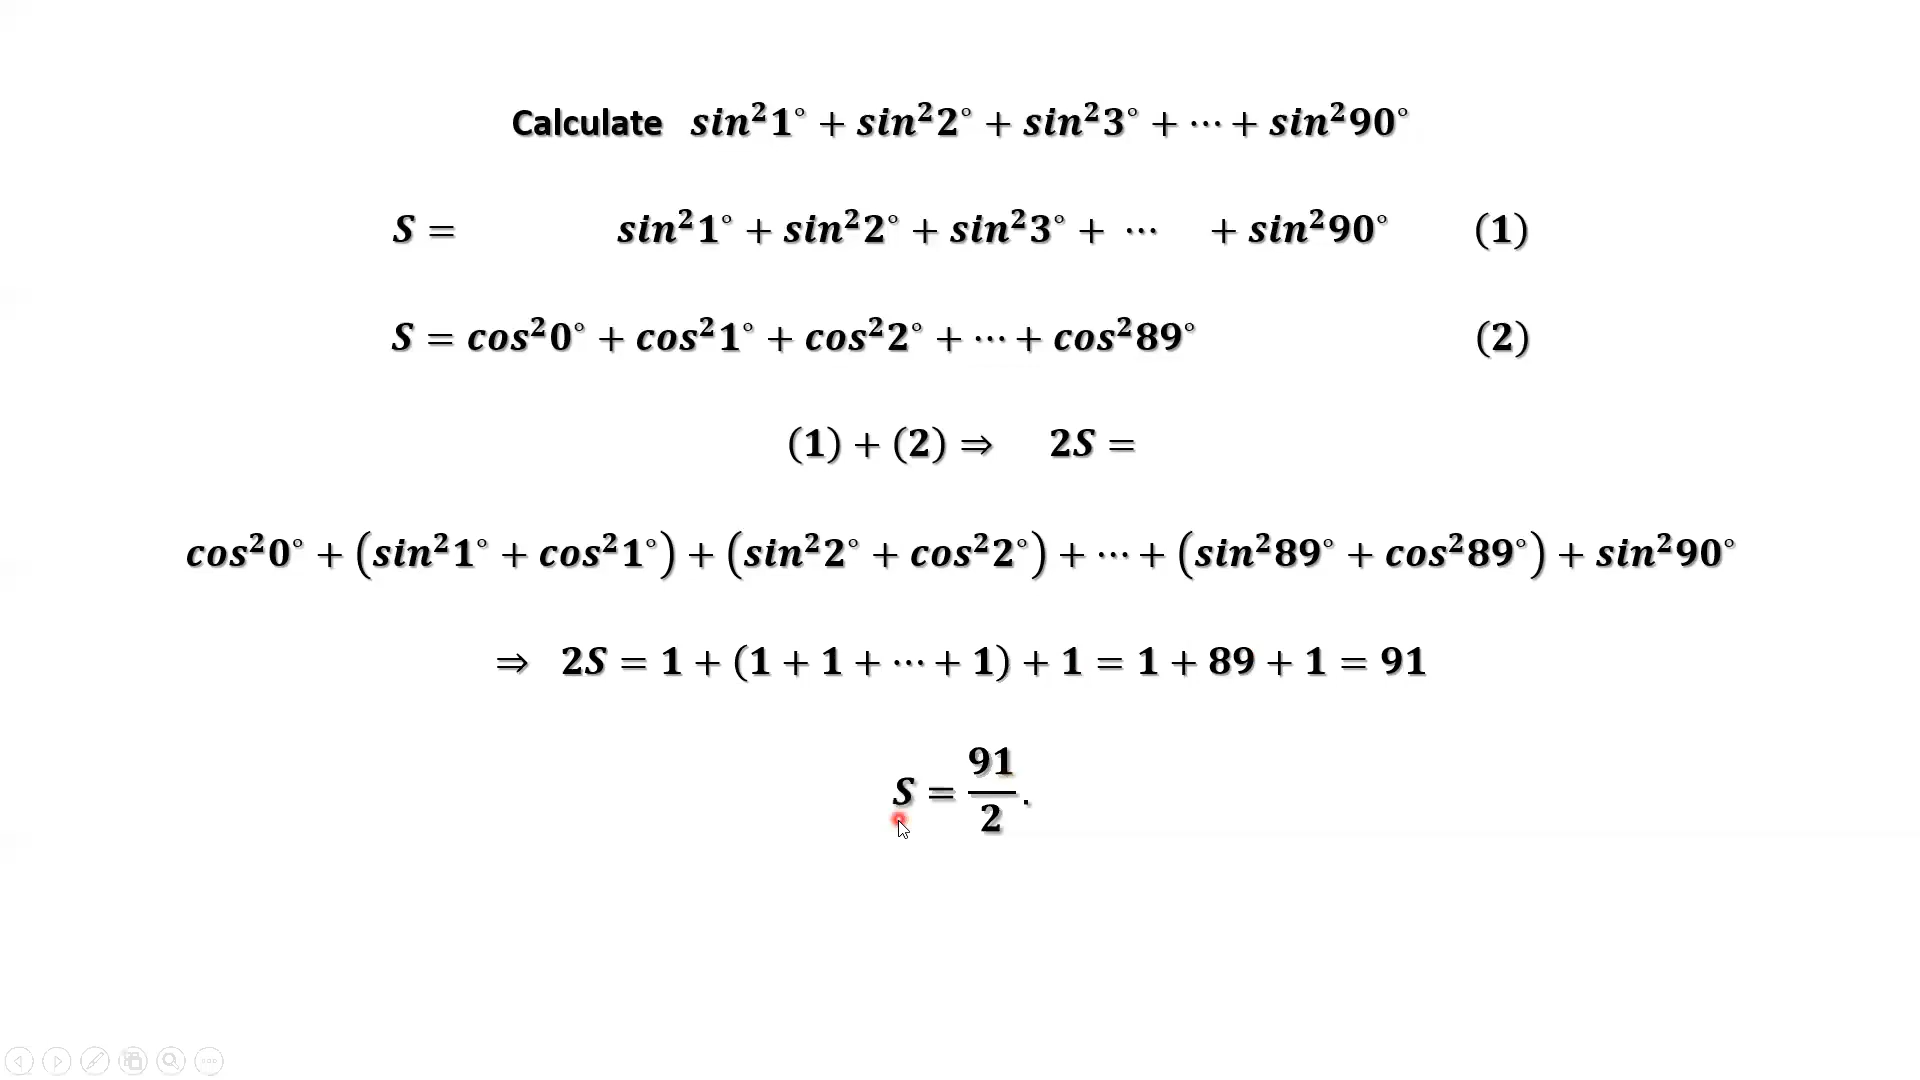 Calculate sin²1° + sin²2° + sin²3° + ⋯ + sin²90°
S = sin²1° + sin²2° + sin²3° + ⋯ + sin²90° (1)
S = cos²0° + cos²1° + cos²2° + ⋯ + cos²89° (2)
(1) + (2) ⇒ 2S =
cos²0° + (sin²1° + cos²1°) + (sin²2° + cos²2°) + ⋯ + (sin²89° + cos²89°) + sin²90°
⇒ 2S = 1 + (1 + 1 + ⋯ + 1) + 1 = 1 + 89 + 1 = 91
S = 91/2.